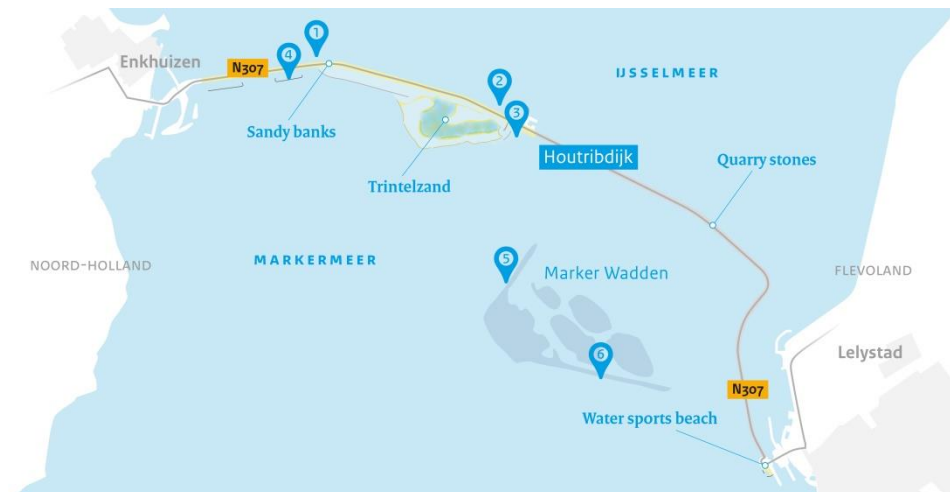 1
Enkhuizen
4
N307
IJSSELMEER
2
Sandy banks
3
Houtribdijk
Quarry stones
Trintelzand
NOORD-HOLLAND
MARKERMEER
5
Marker Wadden
FLEVOLAND
Lelystad
6
N307
Water sports beach